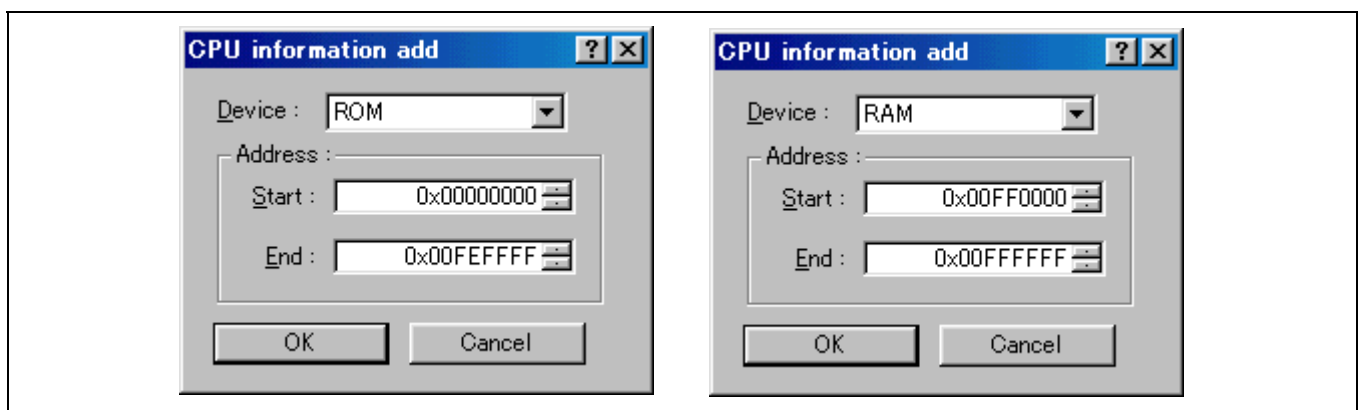 CPU information add
Device : ROM
Address :
Start : 0x00000000
End : 0x00FEFFFF
OK Cancel
CPU information add
Device : RAM
Address :
Start : 0x00FF0000
End : 0x00FFFFFF
OK Cancel